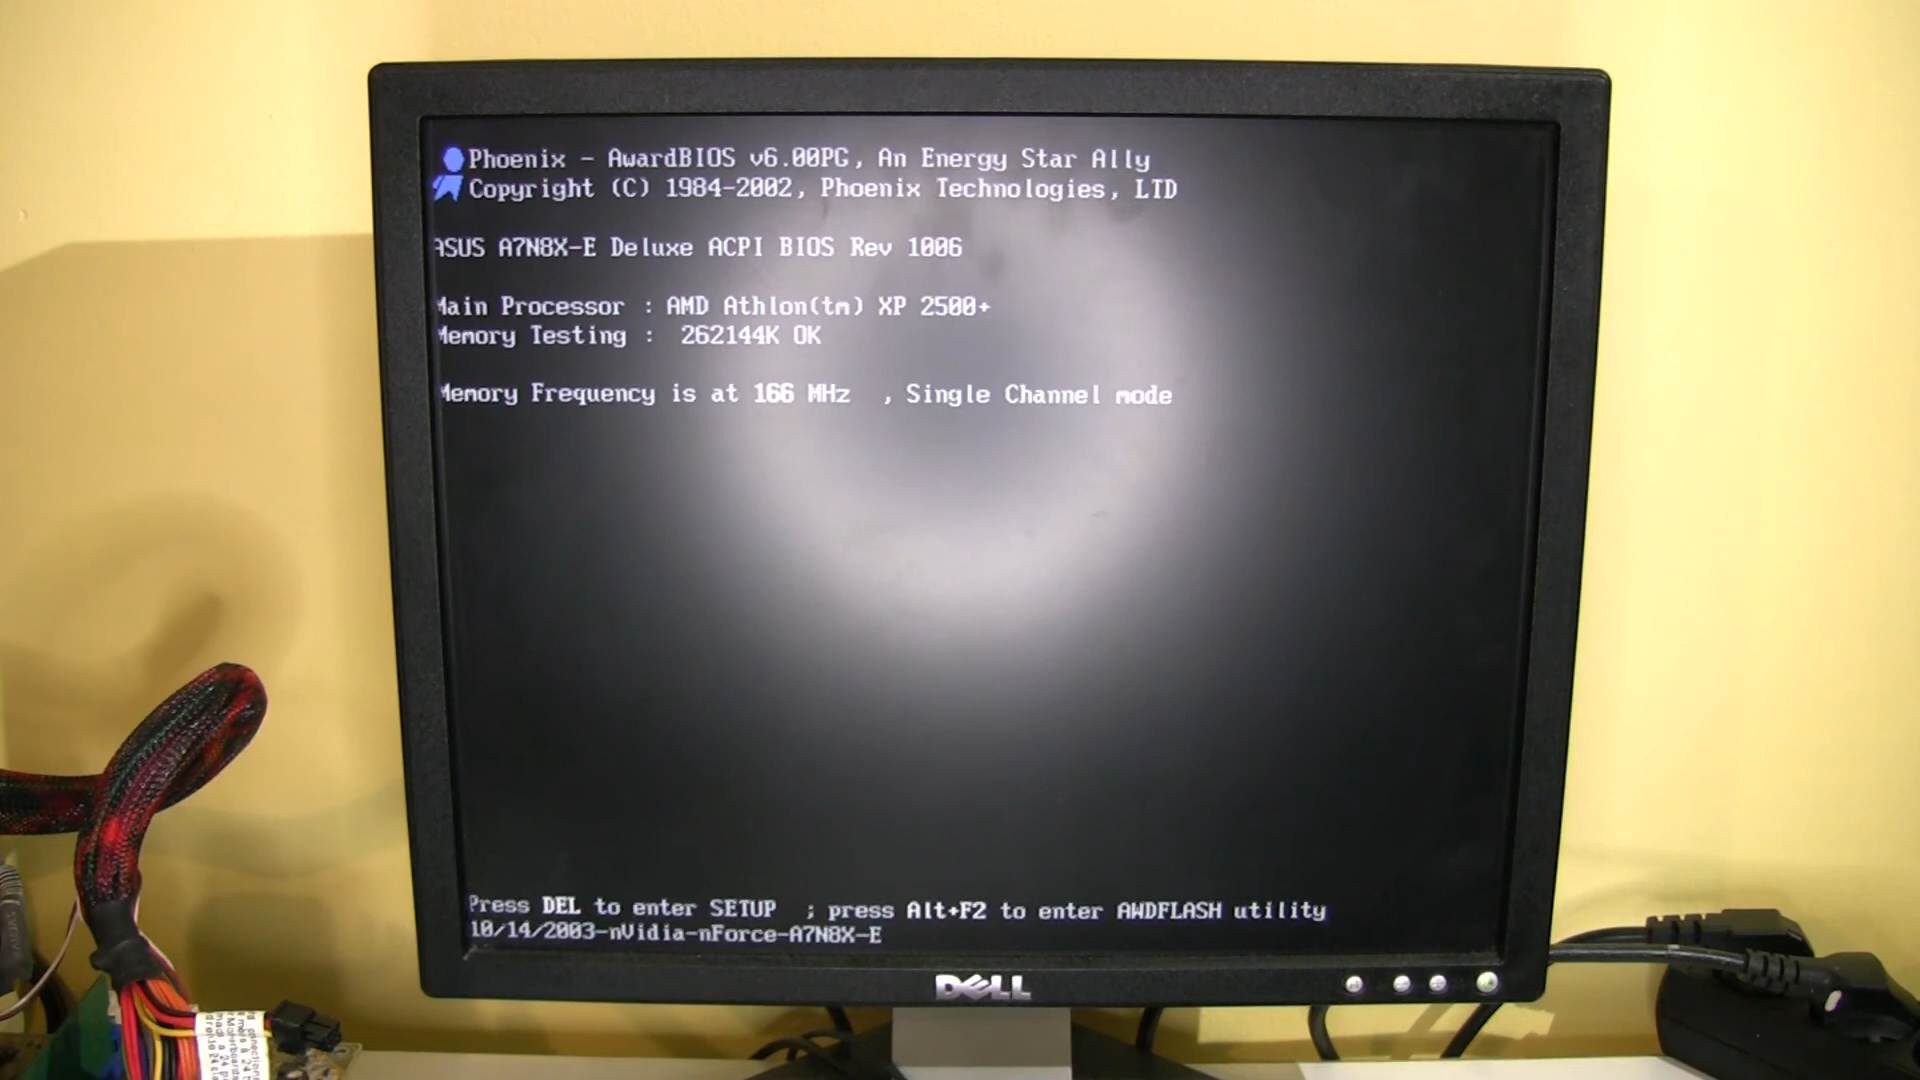 Phoenix - AwardBIOS v6.00PG, An Energy Star Ally
Copyright (C) 1984-2002, Phoenix Technologies, LTD
ASUS A7N8X-E Deluxe ACPI BIOS Rev 1006
Main Processor : AMD Athlon(tm) XP 2500+
Memory Testing : 262144K OK
Memory Frequency is at 166 MHz , Single Channel mode
Press DEL to enter SETUP ; press Alt+F2 to enter AWDFLASH utility
10/14/2003-nVidia-nForce-A7N8X-E
DELL